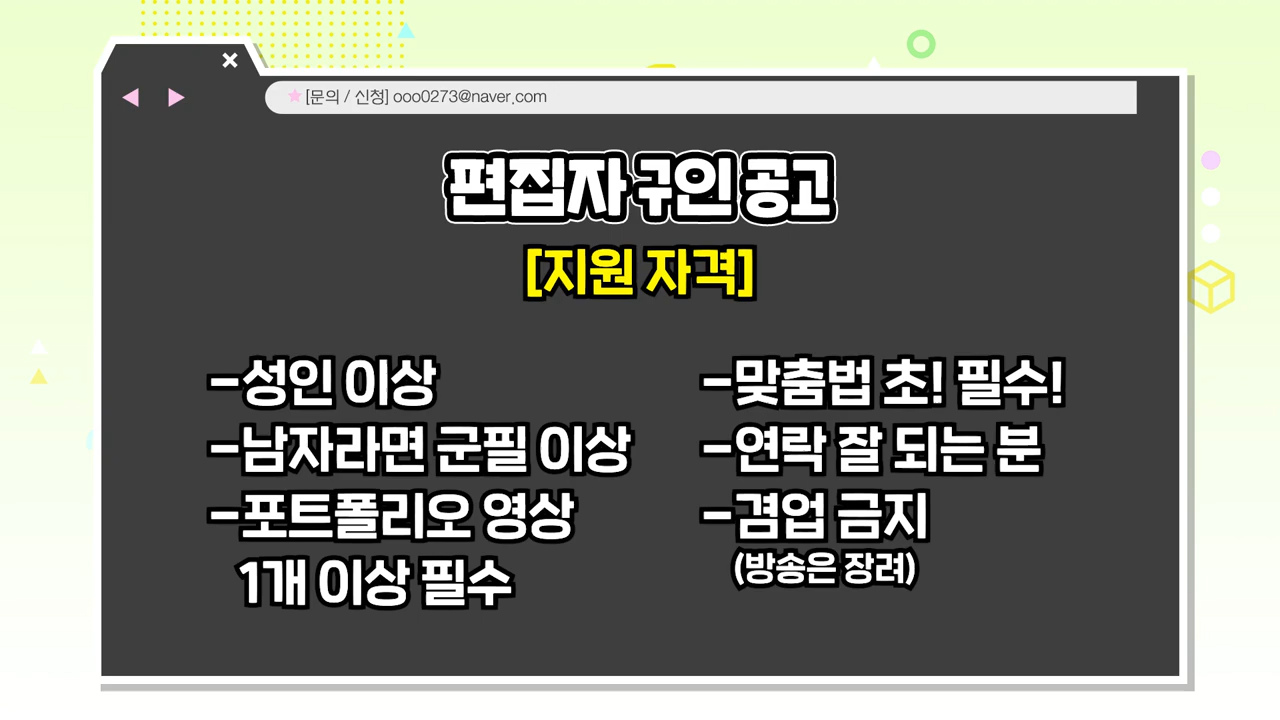 [문의 / 신청] ooo0273@naver.com
편집자 구인 공고
[지원 자격]
-성인 이상
-남자라면 군필 이상
-포트폴리오 영상
1개 이상 필수
-맞춤법 초! 필수!
-연락 잘 되는 분
-겸업 금지
(방송은 장려)